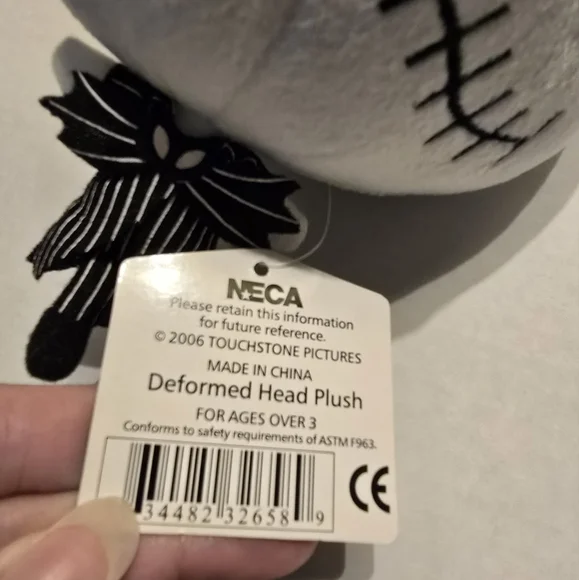 NECA
Please retain this information
for future reference.
© 2006 TOUCHSTONE PICTURES
MADE IN CHINA
Deformed Head Plush
FOR AGES OVER 3
Conforms to safety requirements of ASTM F963.
CE
34482 32658 9